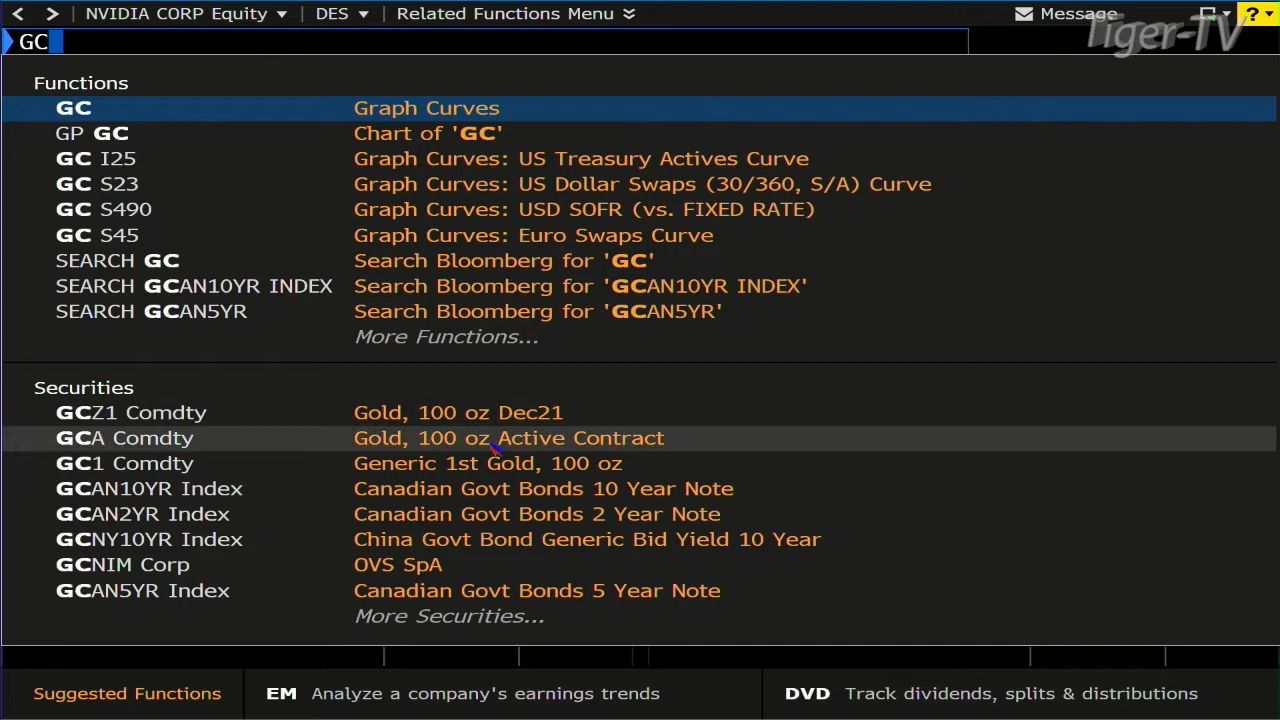 < > NVIDIA CORP Equity DES Related Functions Menu Message ?
Tiger-TV
GC
Functions
GC Graph Curves
GP GC Chart of 'GC'
GC I25 Graph Curves: US Treasury Actives Curve
GC S23 Graph Curves: US Dollar Swaps (30/360, S/A) Curve
GC S490 Graph Curves: USD SOFR (vs. FIXED RATE)
GC S45 Graph Curves: Euro Swaps Curve
SEARCH GC Search Bloomberg for 'GC'
SEARCH GCAN10YR INDEX Search Bloomberg for 'GCAN10YR INDEX'
SEARCH GCAN5YR Search Bloomberg for 'GCAN5YR'
More Functions...
Securities
GCZ1 Comdty Gold, 100 oz Dec21
GCA Comdty Gold, 100 oz Active Contract
GC1 Comdty Generic 1st Gold, 100 oz
GCAN10YR Index Canadian Govt Bonds 10 Year Note
GCAN2YR Index Canadian Govt Bonds 2 Year Note
GCNY10YR Index China Govt Bond Generic Bid Yield 10 Year
GCNIM Corp OVS SpA
GCAN5YR Index Canadian Govt Bonds 5 Year Note
More Securities...
Suggested Functions EM Analyze a company's earnings trends DVD Track dividends, splits & distributions